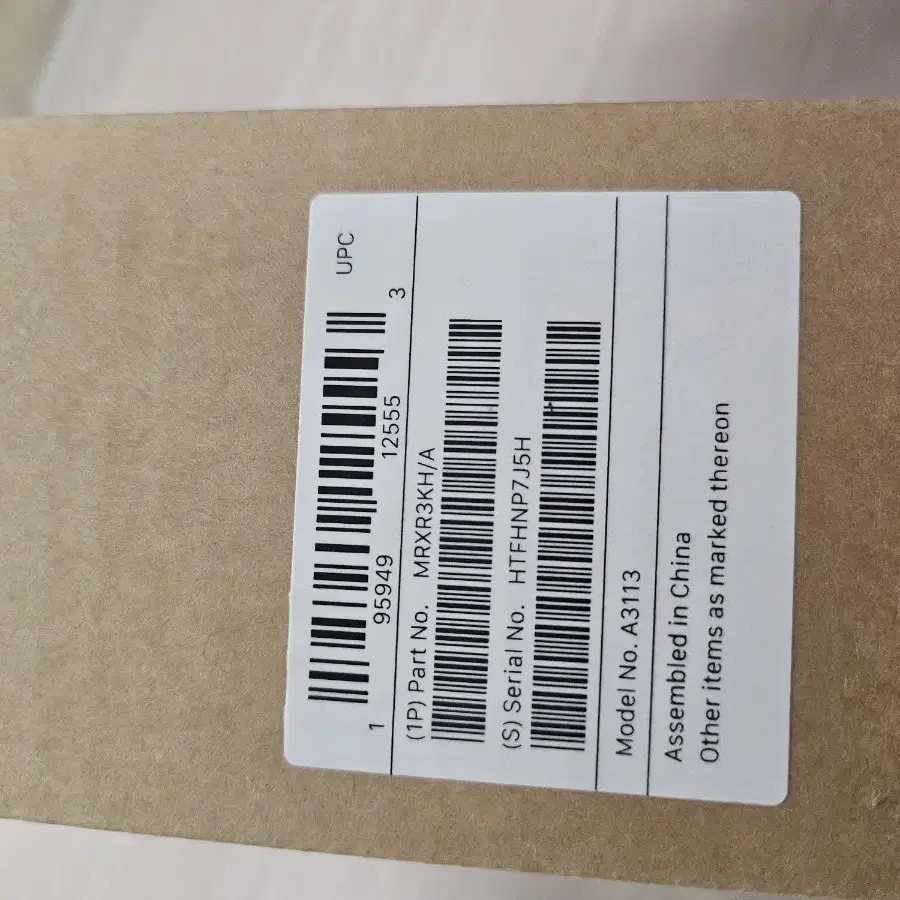 UPC
1 95949 12555 3
(1P) Part No. MRXR3KH/A
(S) Serial No. HTFHNP7J5H
Model No. A3113
Assembled in China
Other items as marked thereon